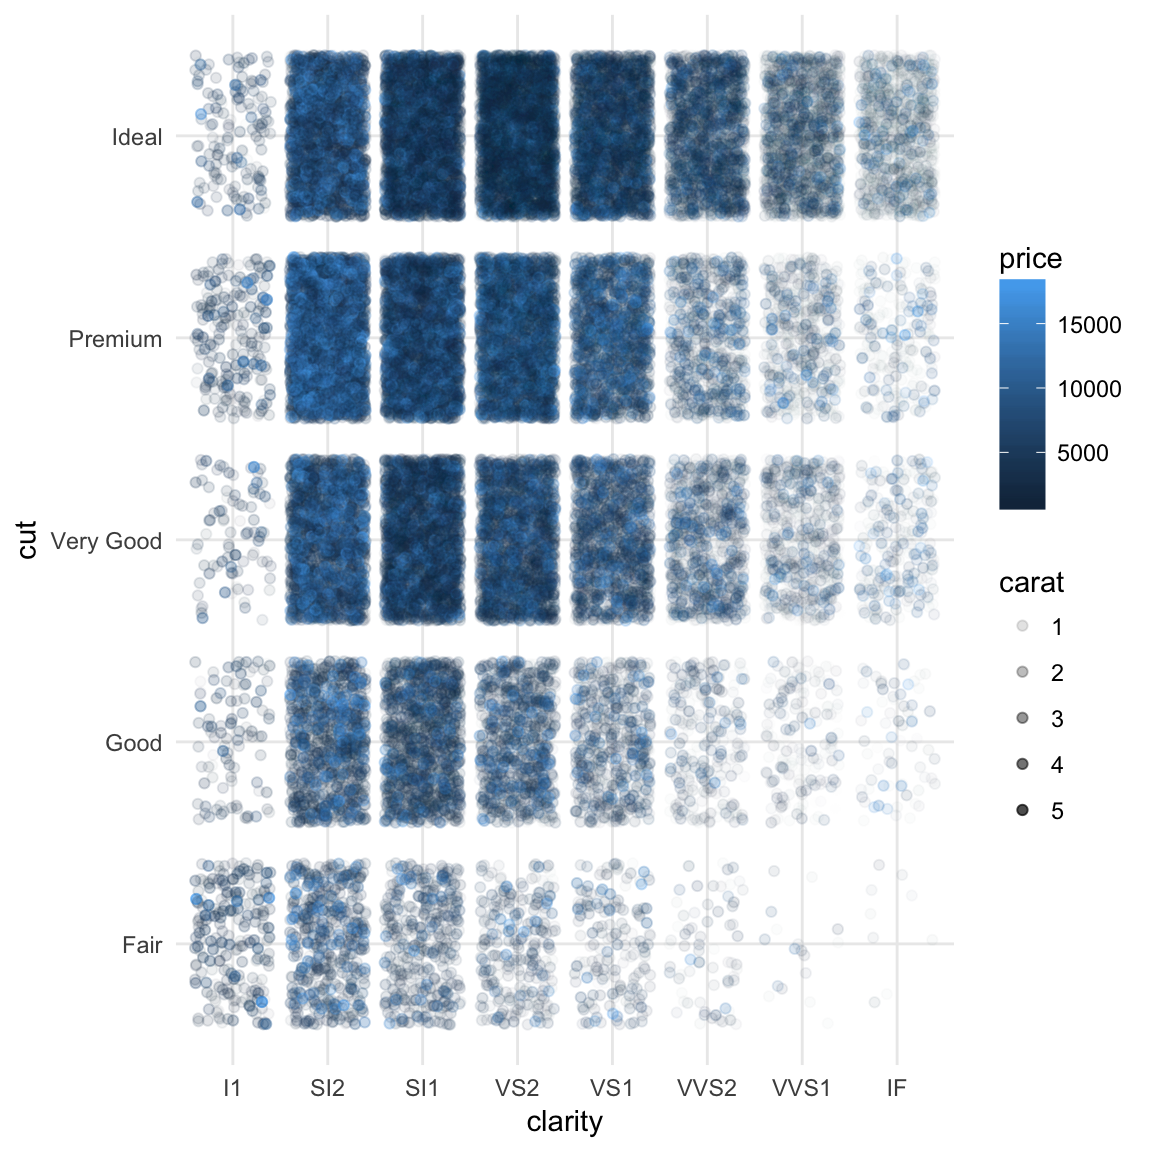 Ideal
Premium
Very Good
Good
Fair
cut
I1 SI2 SI1 VS2 VS1 VVS2 VVS1 IF
clarity
price
15000
10000
5000
carat
1
2
3
4
5